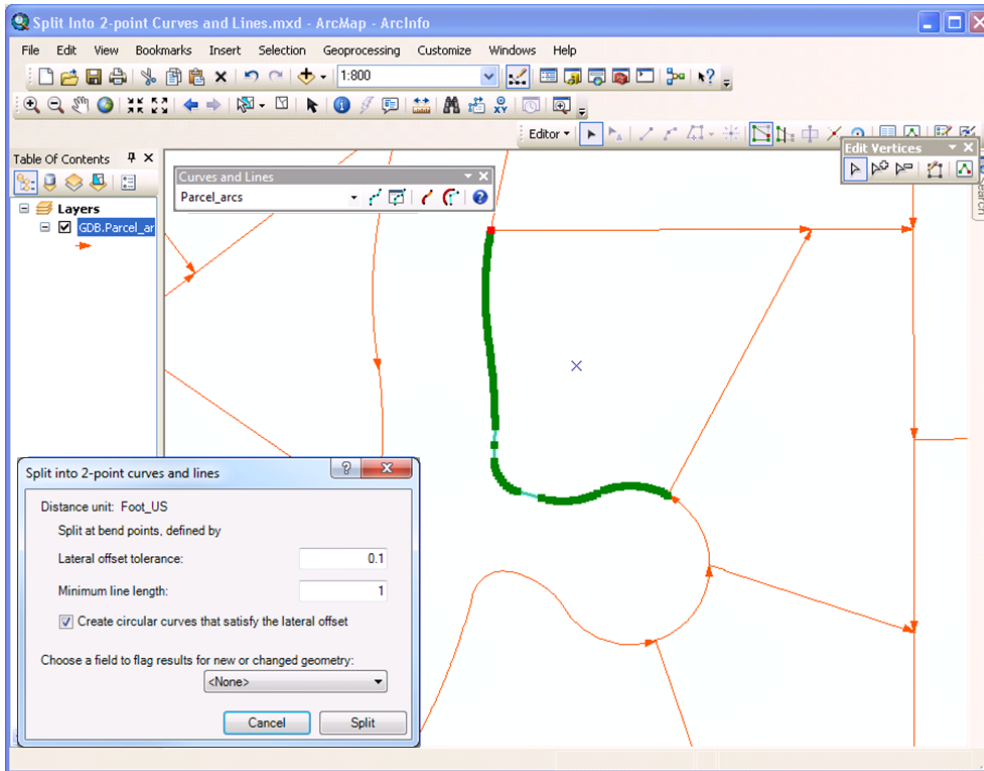 Split Into 2-point Curves and Lines.mxd - ArcMap - ArcInfo
File Edit View Bookmarks Insert Selection Geoprocessing Customize Windows Help
1:800
Editor
Table Of Contents
Edit Vertices
Curves and Lines
Parcel_arcs
Layers
GDB.Parcel_ar
Split into 2-point curves and lines
Distance unit: Foot_US
Split at bend points, defined by
Lateral offset tolerance: 0.1
Minimum line length: 1
Create circular curves that satisfy the lateral offset
Choose a field to flag results for new or changed geometry:
<None>
Cancel Split